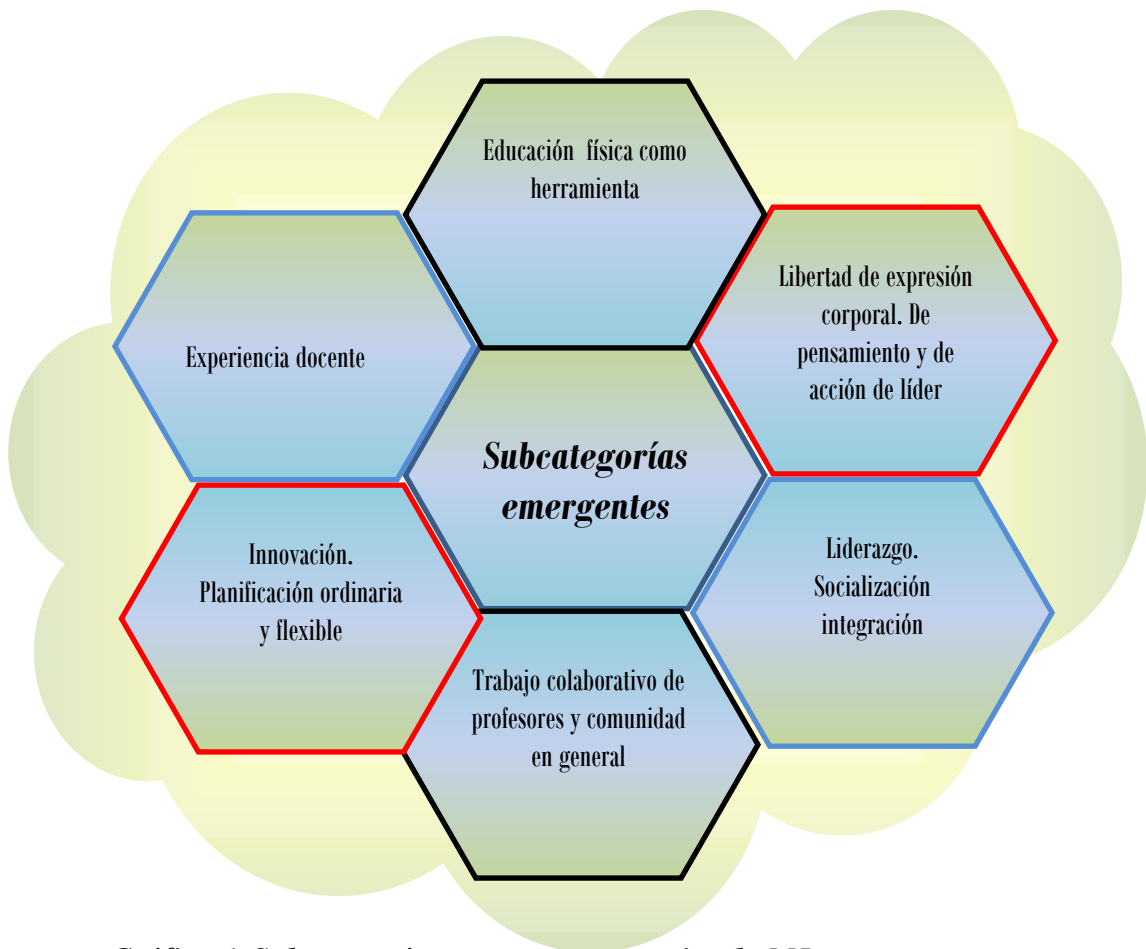 Educación física como
herramienta
Libertad de expresión
corporal. De
pensamiento y de
acción de líder
Experiencia docente
Subcategorías
emergentes
Innovación.
Planificación ordinaria
y flexible
Liderazgo.
Socialización
integración
Trabajo colaborativo de
profesores y comunidad
en general